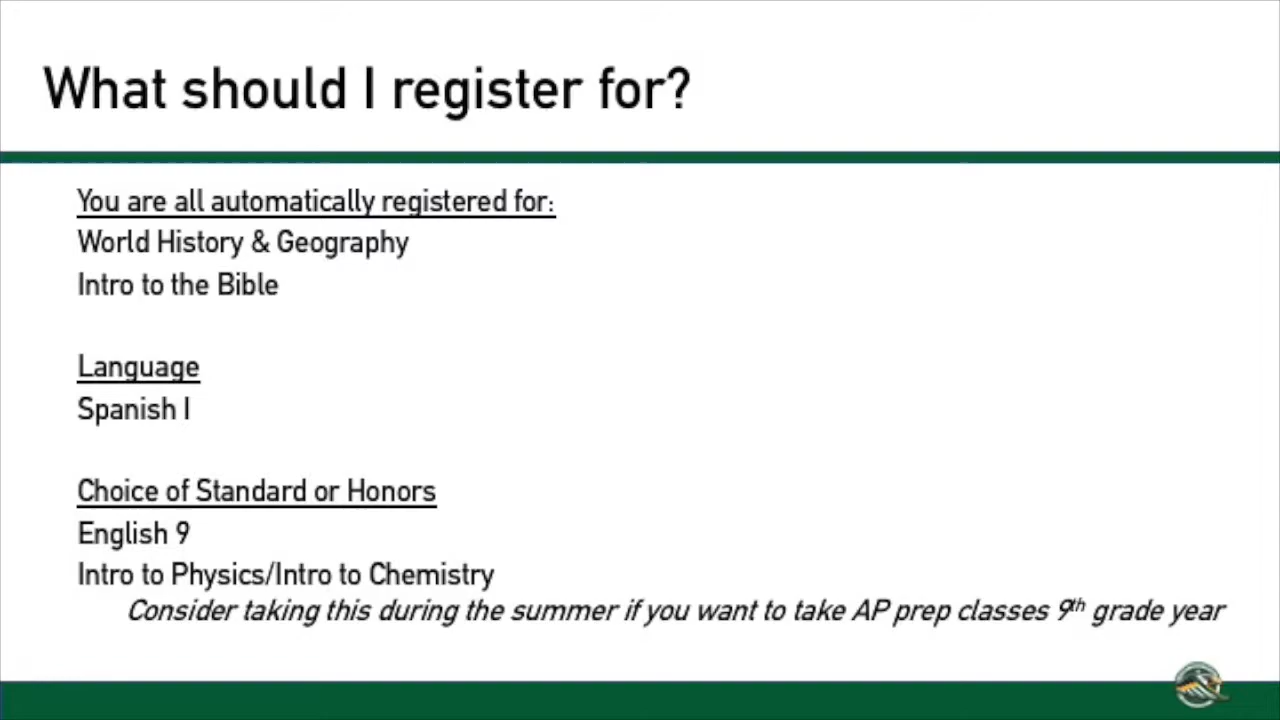 What should I register for?
You are all automatically registered for:
World History & Geography
Intro to the Bible
Language
Spanish I
Choice of Standard or Honors
English 9
Intro to Physics/Intro to Chemistry
Consider taking this during the summer if you want to take AP prep classes 9th grade year